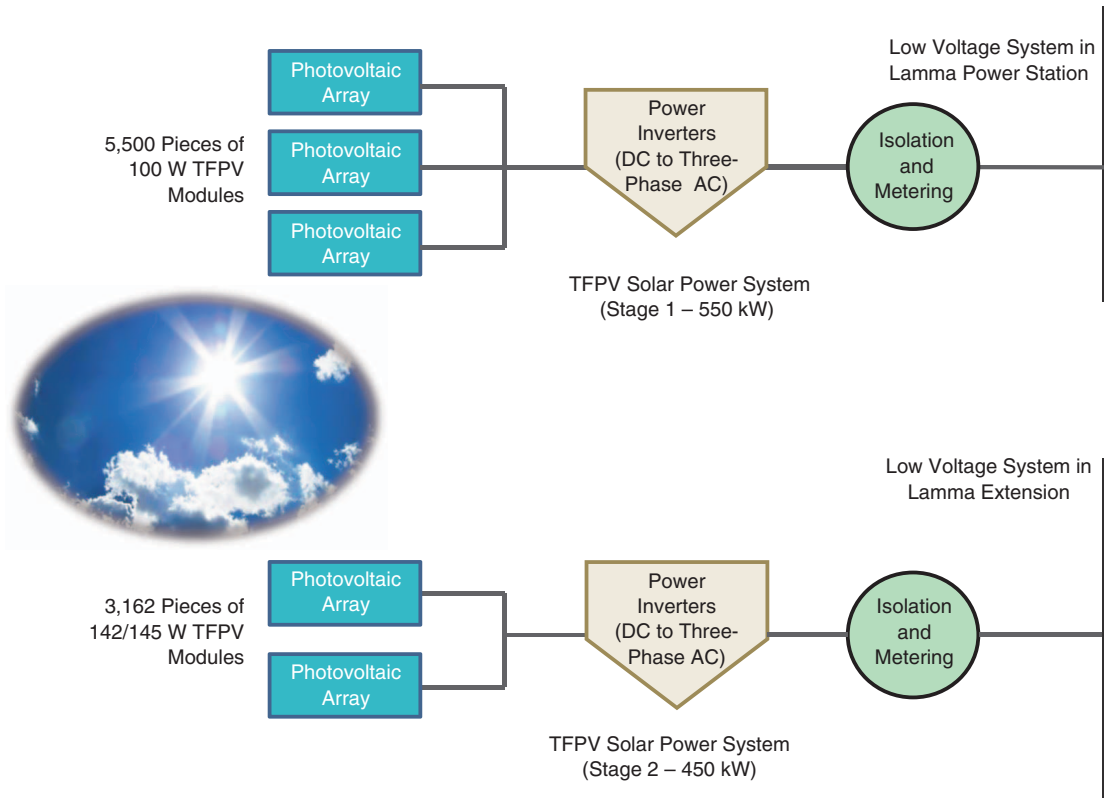 Low Voltage System in
Lamma Power Station
Photovoltaic
Array
5,500 Pieces of
100 W TFPV
Modules
Photovoltaic
Array
Photovoltaic
Array
Power
Inverters
(DC to Three-
Phase  AC)
Isolation
and
Metering
TFPV Solar Power System
(Stage 1 – 550 kW)
Low Voltage System in
Lamma Extension
Photovoltaic
Array
3,162 Pieces of
142/145 W TFPV
Modules
Photovoltaic
Array
Power
Inverters
(DC to Three-
Phase AC)
Isolation
and
Metering
TFPV Solar Power System
(Stage 2 – 450 kW)